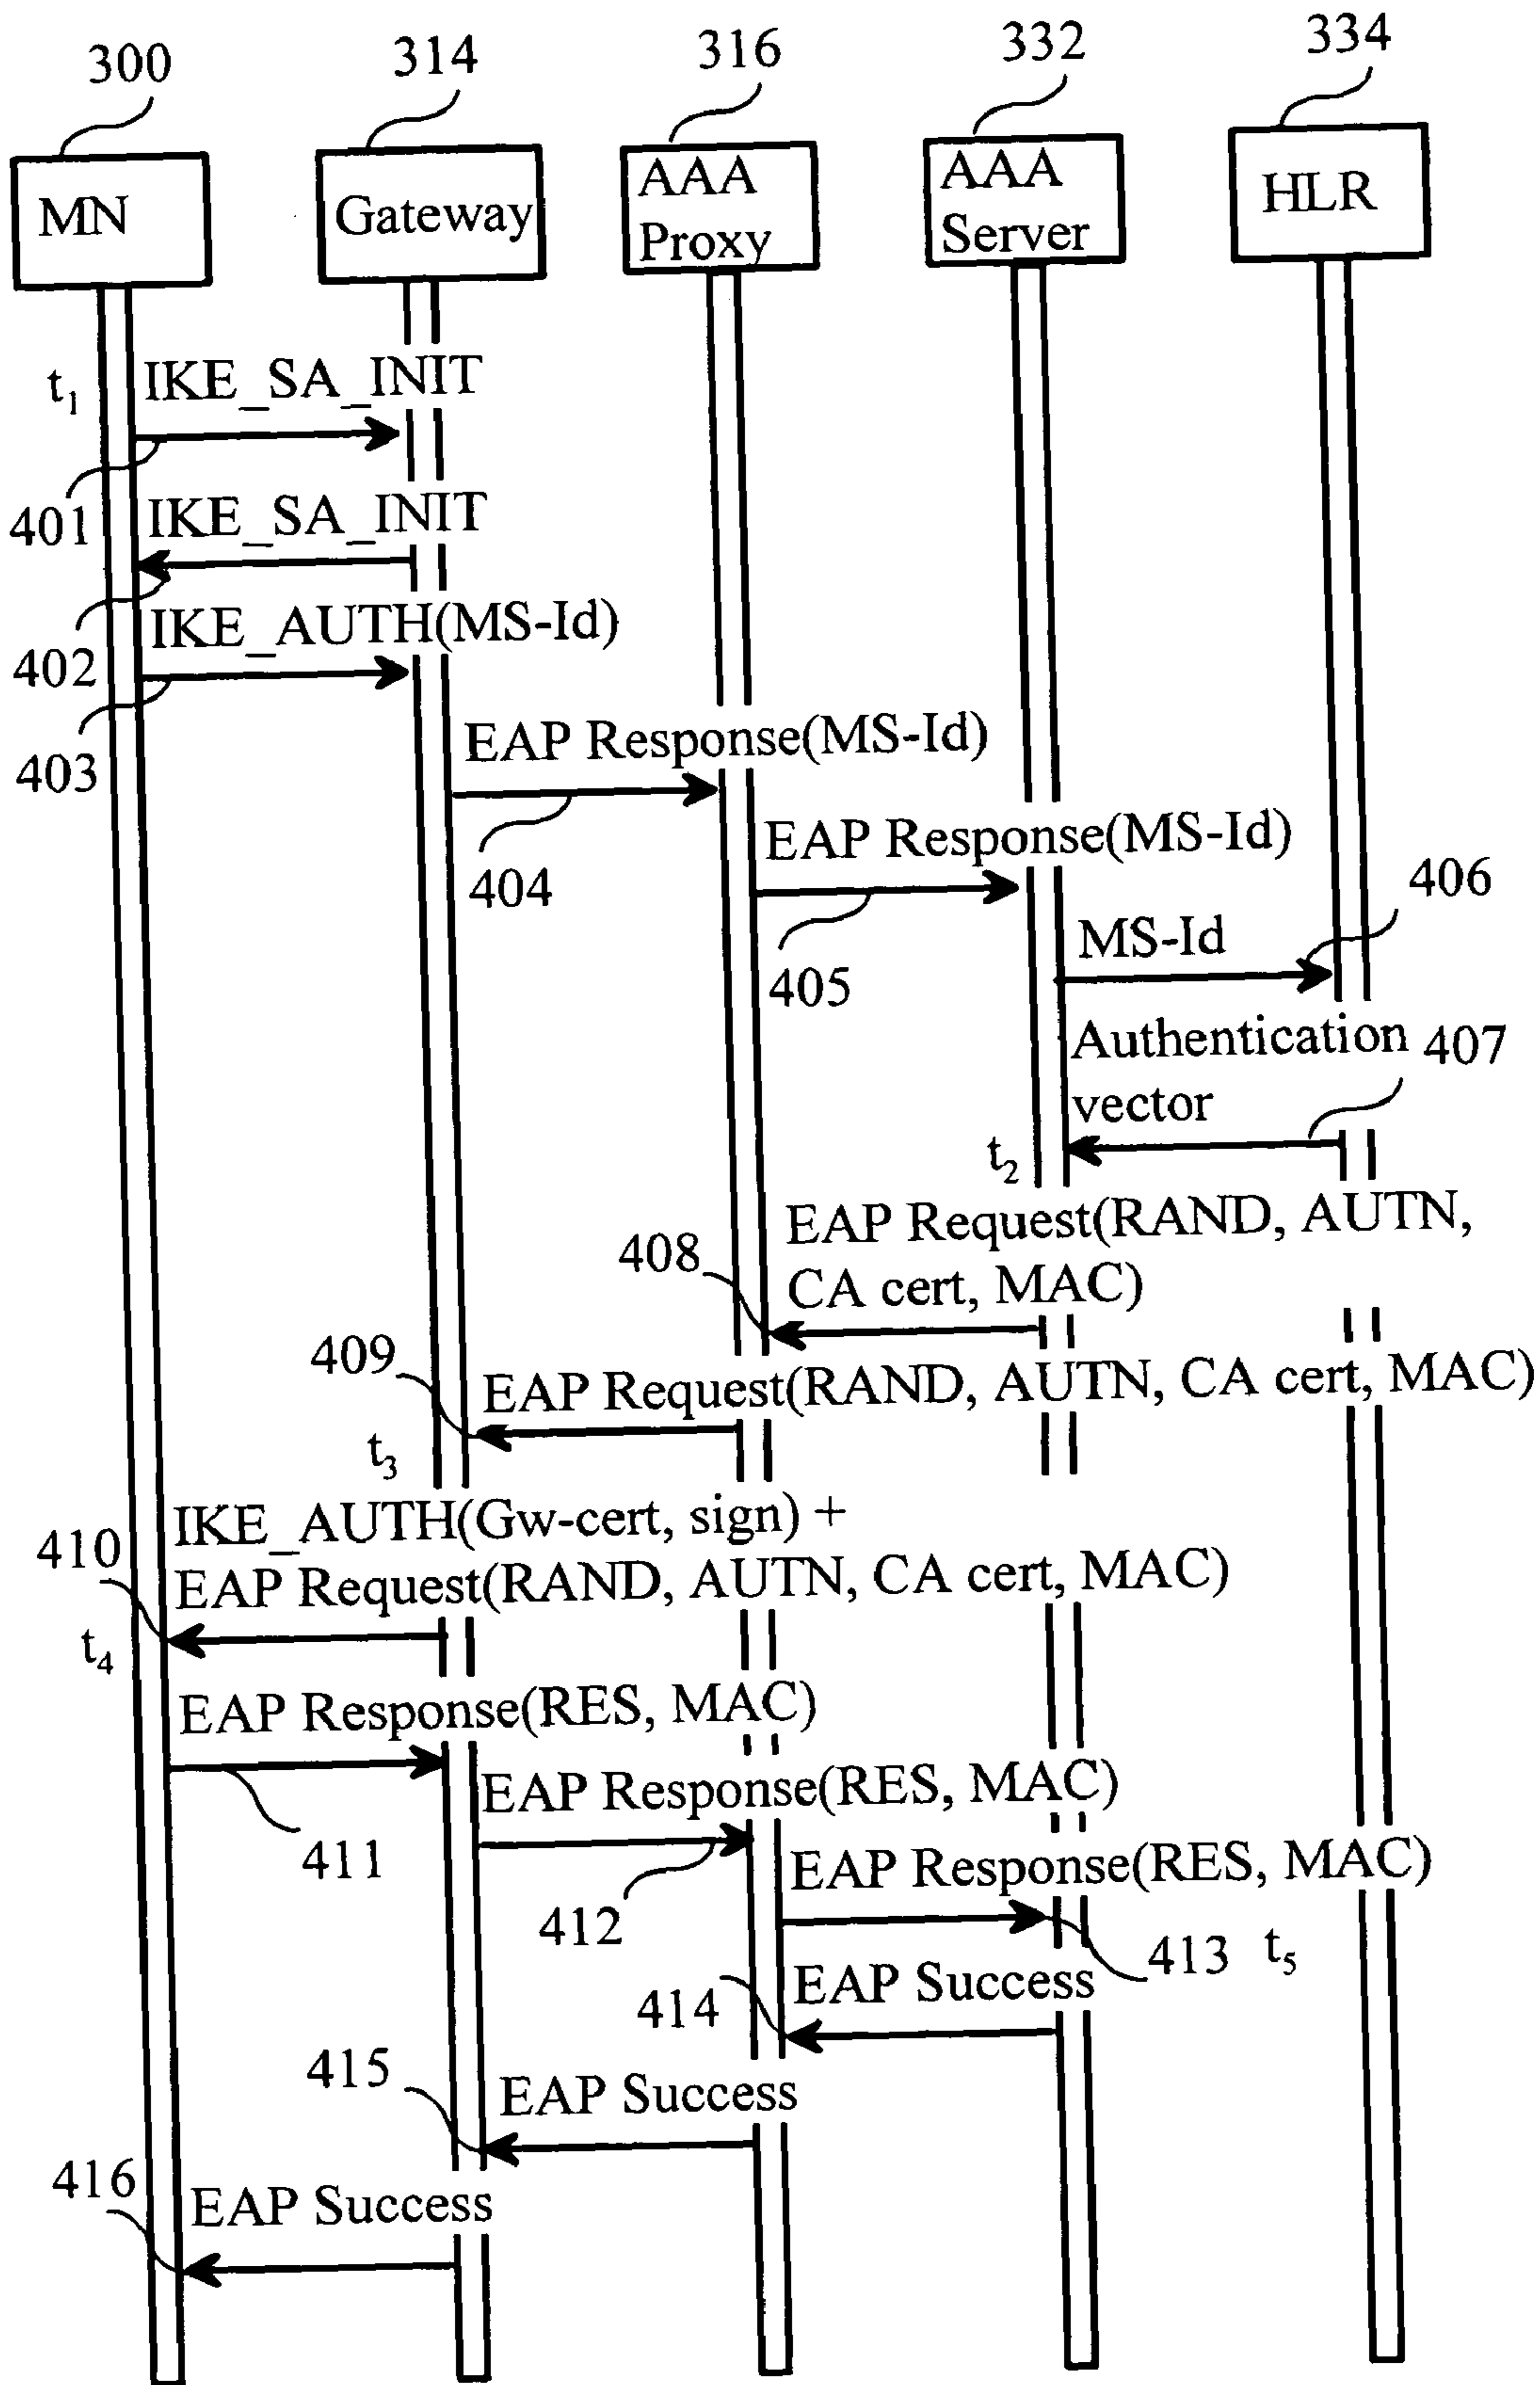 300
314
316
332
334
MN
Gateway
AAA
Proxy
AAA
Server
HLR
t1
IKE_SA_INIT
401
IKE_SA_INIT
402
IKE_AUTH(MS-Id)
403
EAP Response(MS-Id)
404
EAP Response(MS-Id)
405
406
MS-Id
Authentication
vector
407
t2
EAP Request(RAND, AUTN,
CA cert, MAC)
408
409
EAP Request(RAND, AUTN, CA cert, MAC)
t3
IKE_AUTH(Gw-cert, sign) +
EAP Request(RAND, AUTN, CA cert, MAC)
410
t4
EAP Response(RES, MAC)
411
EAP Response(RES, MAC)
412
EAP Response(RES, MAC)
413
t5
EAP Success
414
415
EAP Success
416
EAP Success